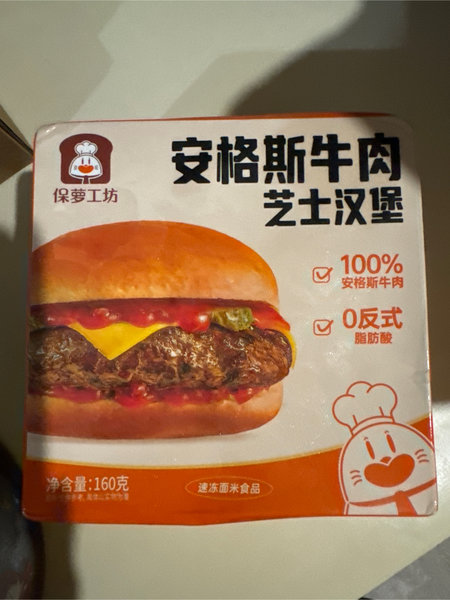 保萝工坊
安格斯牛肉
芝士汉堡
100%
安格斯牛肉
0反式
脂肪酸
净含量:160克
速冻面米食品